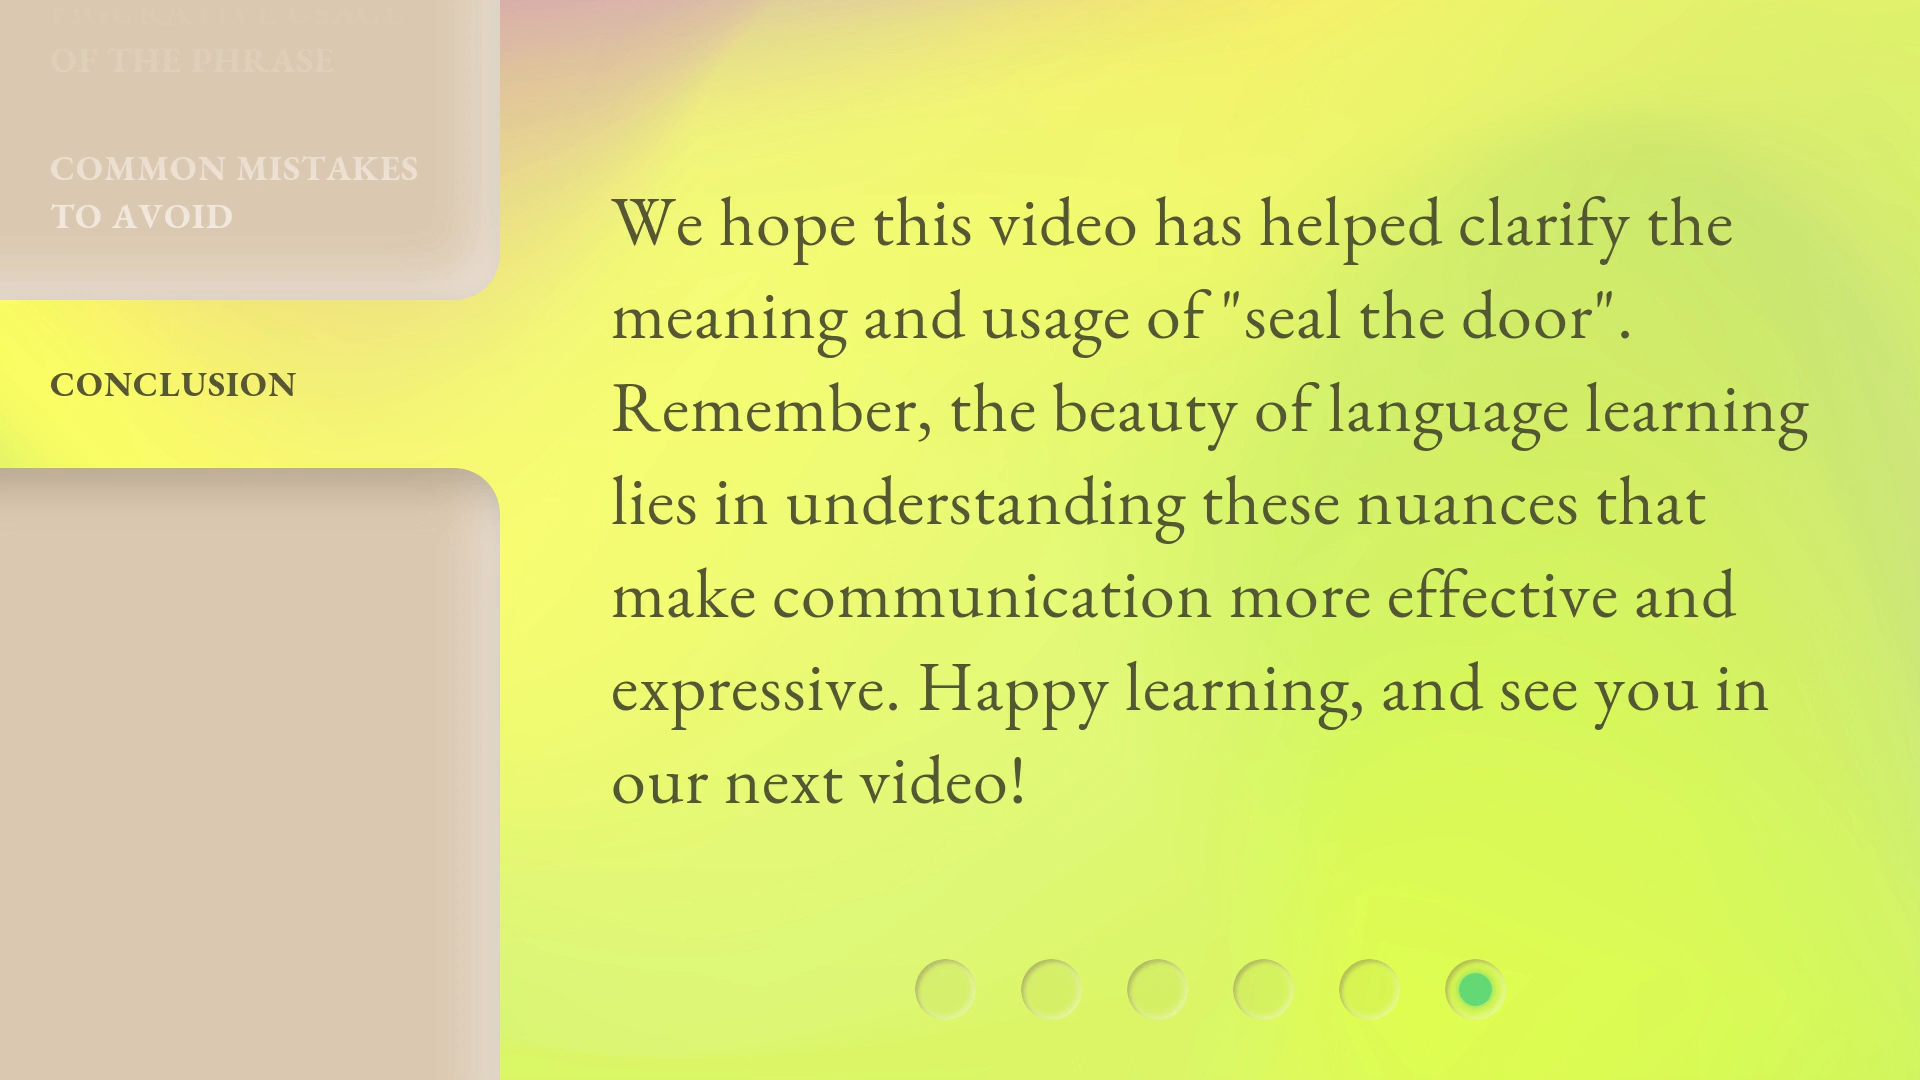 OF THE PHRASE
COMMON MISTAKES
TO AVOID
CONCLUSION
We hope this video has helped clarify the
meaning and usage of "seal the door".
Remember, the beauty of language learning
lies in understanding these nuances that
make communication more effective and
expressive. Happy learning, and see you in
our next video!